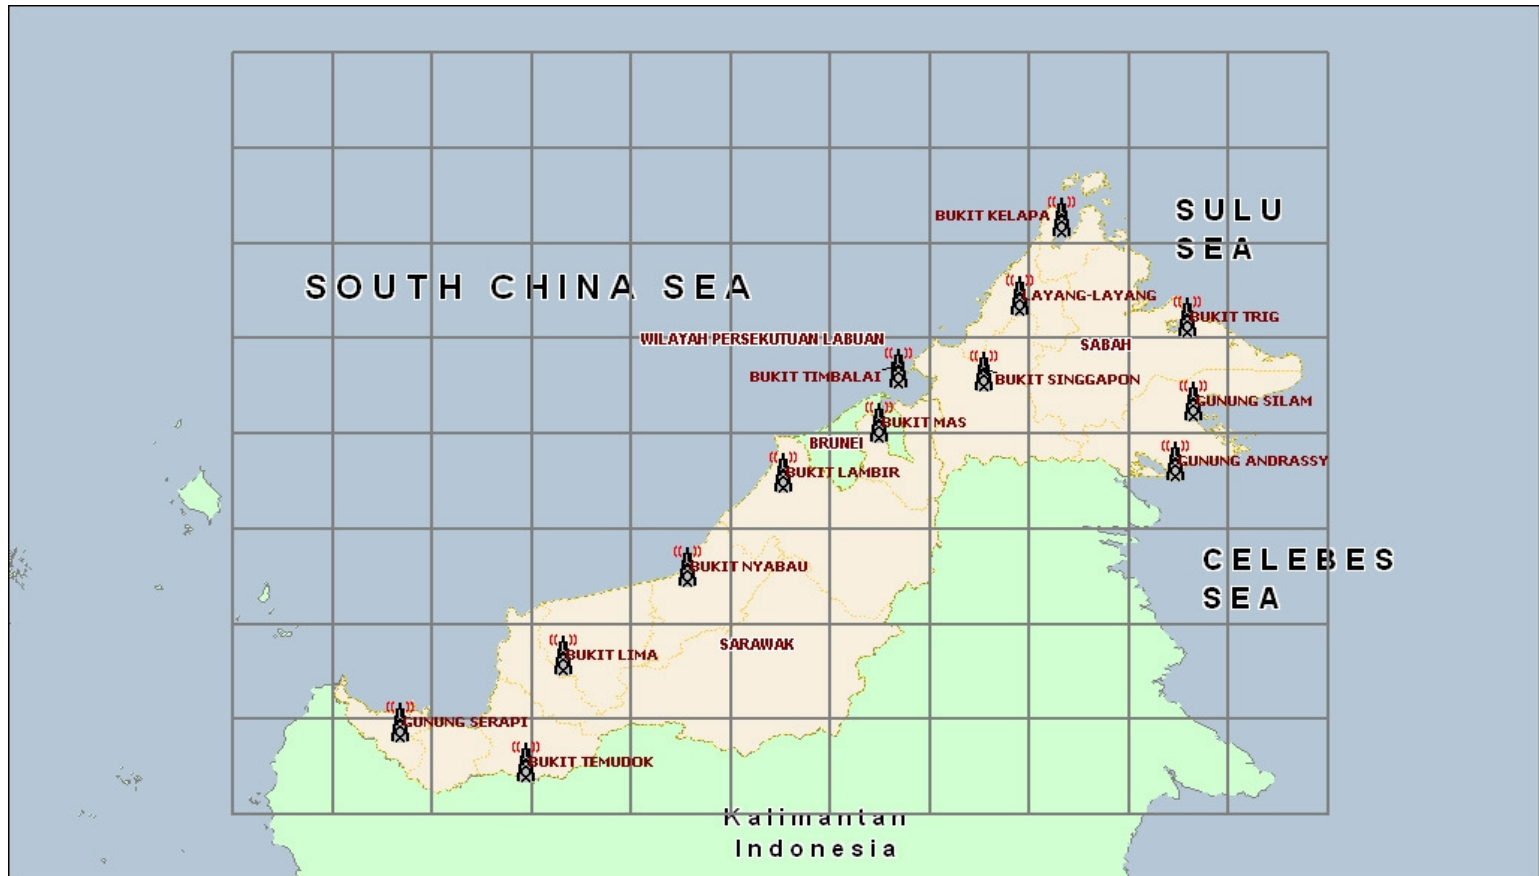 SULU
SEA
BUKIT KELAPA
SOUTH CHINA SEA
LAYANG-LAYANG
BUKIT TRIG
WILAYAH PERSEKUTUAN LABUAN
SABAH
BUKIT TIMBALAI
BUKIT SINGGAPON
GUNUNG SILAM
BUKIT MAS
BRUNEI
GUNUNG ANDRASSY
BUKIT LAMBIR
CELEBES
SEA
BUKIT NYABAU
SARAWAK
BUKIT LIMA
GUNUNG SERAPI
BUKIT TEMUDOK
Kalimantan
Indonesia